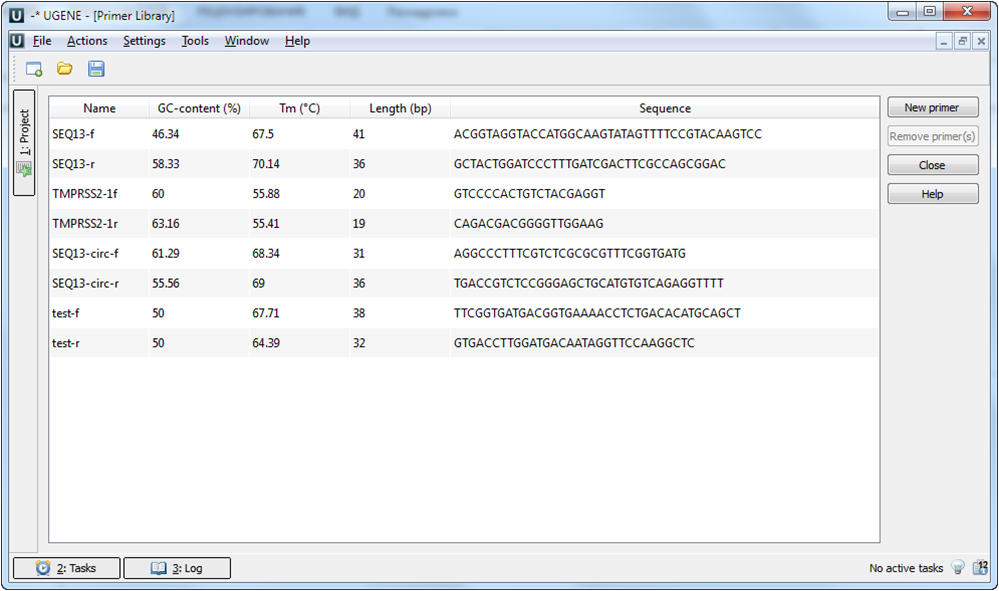 -* UGENE - [Primer Library]
File Actions Settings Tools Window Help
1: Project
Name GC-content (%) Tm (°C) Length (bp) Sequence
SEQ13-f 46.34 67.5 41 ACGGTAGGTACCATGGCAAGTATAGTTTTCCGTACAAGTCC
SEQ13-r 58.33 70.14 36 GCTACTGGATCCCTTTGATCGACTTCGCCAGCGGAC
TMPRSS2-1f 60 55.88 20 GTCCCCACTGTCTACGAGGT
TMPRSS2-1r 63.16 55.41 19 CAGACGACGGGGTTGGAAG
SEQ13-circ-f 61.29 68.34 31 AGGCCCTTTCGTCTCGCGCGTTTCGGTGATG
SEQ13-circ-r 55.56 69 36 TGACCGTCTCCGGGAGCTGCATGTGTCAGAGGTTTT
test-f 50 67.71 38 TTCGGTGATGACGGTGAAAACCTCTGACACATGCAGCT
test-r 50 64.39 32 GTGACCTTGGATGACAATAGGTTCCAAGGCTC
New primer
Remove primer(s)
Close
Help
2: Tasks 3: Log No active tasks 12